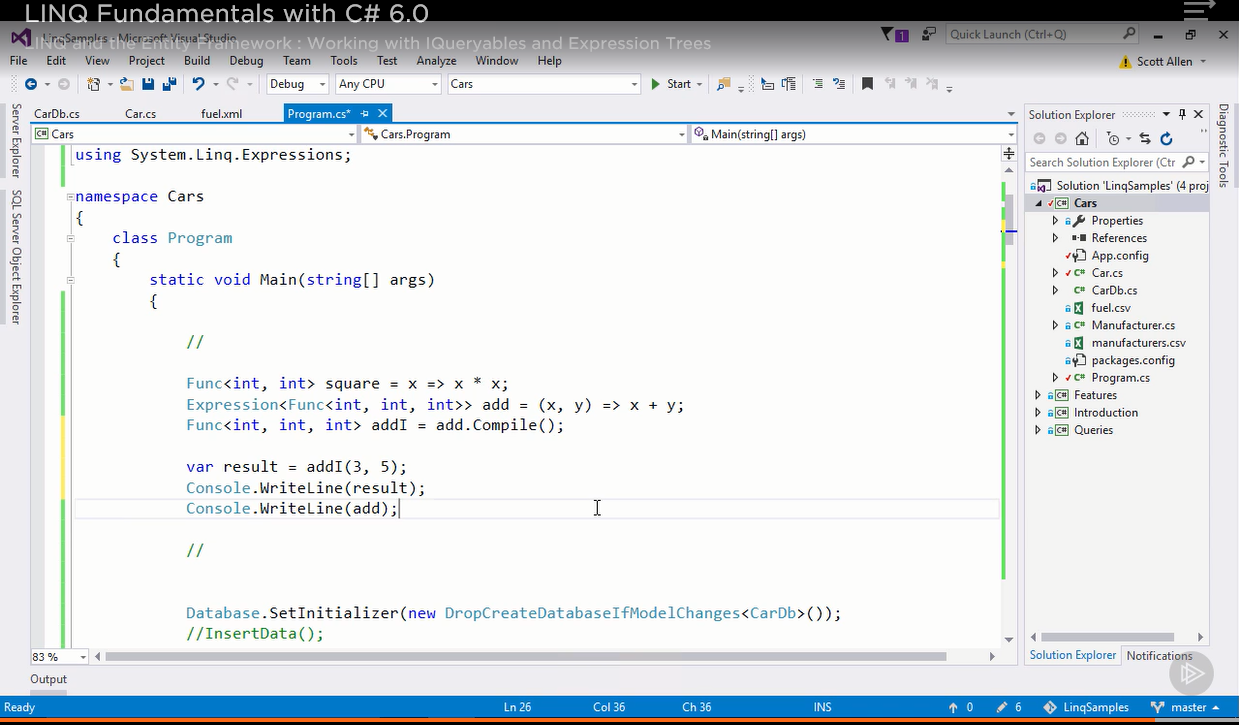 LINQ Fundamentals with C# 6.0
LinqSamples - Microsoft Visual Studio
LINQ and the Entity Framework : Working with IQueryables and Expression Trees
1
Quick Launch (Ctrl+Q)
File Edit View Project Build Debug Team Tools Test Analyze Window Help
Scott Allen
Debug Any CPU Cars Start
CarDb.cs Car.cs fuel.xml Program.cs*
Cars Cars.Program Main(string[] args)
Server Explorer
SQL Server Object Explorer
using System.Linq.Expressions;
namespace Cars
{
class Program
{
static void Main(string[] args)
{
//
Func<int, int> square = x => x * x;
Expression<Func<int, int, int>> add = (x, y) => x + y;
Func<int, int, int> addI = add.Compile();
var result = addI(3, 5);
Console.WriteLine(result);
Console.WriteLine(add);
//
Database.SetInitializer(new DropCreateDatabaseIfModelChanges<CarDb>());
//InsertData();
83 %
Output
Solution Explorer
Search Solution Explorer (Ctr
Solution 'LinqSamples' (4 proj
C# Cars
Properties
References
App.config
C# Car.cs
C# CarDb.cs
fuel.csv
C# Manufacturer.cs
manufacturers.csv
packages.config
C# Program.cs
C# Features
C# Introduction
C# Queries
Solution Explorer Notifications
Diagnostic Tools
Ready Ln 26 Col 36 Ch 36 INS 0 6 LinqSamples master